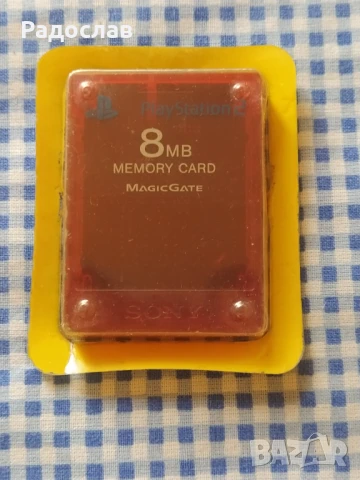 Радослав
PlayStation 2
8MB
MEMORY CARD
MAGICGATE
SONY
BAZAR